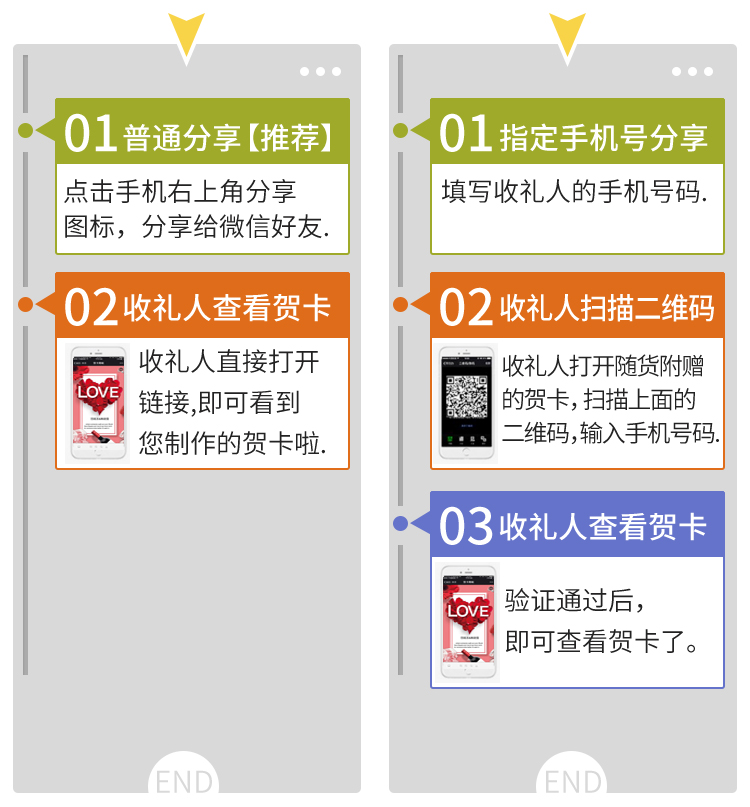 01 普通分享【推荐】
点击手机右上角分享
图标，分享给微信好友.
02 收礼人查看贺卡
LOVE
收礼人直接打开
链接,即可看到
您制作的贺卡啦.
END
01 指定手机号分享
填写收礼人的手机号码.
02 收礼人扫描二维码
收礼人打开随货附赠
的贺卡，扫描上面的
二维码，输入手机号码.
03 收礼人查看贺卡
LOVE
验证通过后，
即可查看贺卡了。
END